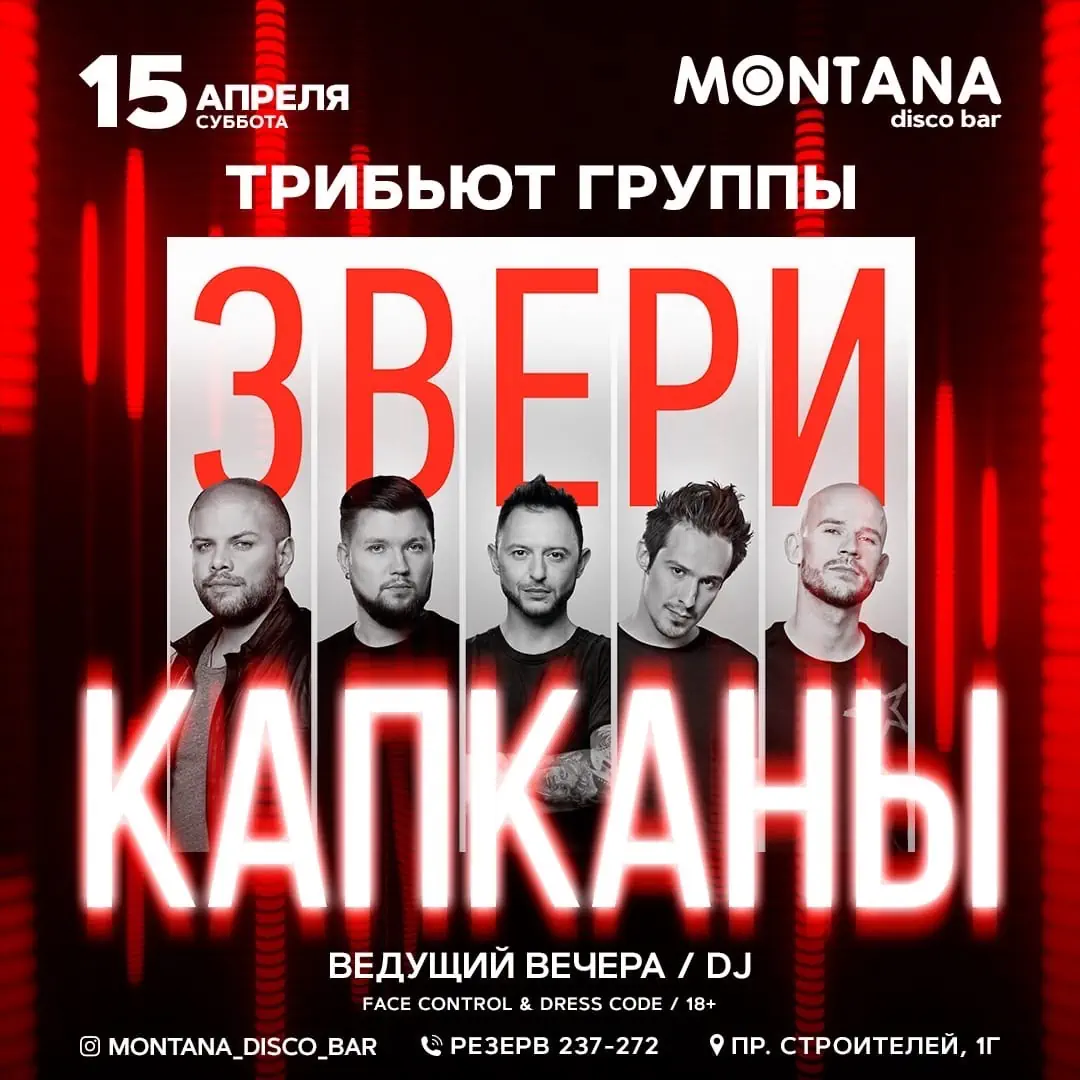 15 АПРЕЛЯ
СУББОТА
MONTANA
disco bar
ТРИБЬЮТ ГРУППЫ
ЗВЕРИ
КАПКАНЫ
ВЕДУЩИЙ ВЕЧЕРА / DJ
FACE CONTROL & DRESS CODE / 18+
MONTANA_DISCO_BAR
РЕЗЕРВ 237-272
ПР. СТРОИТЕЛЕЙ, 1Г